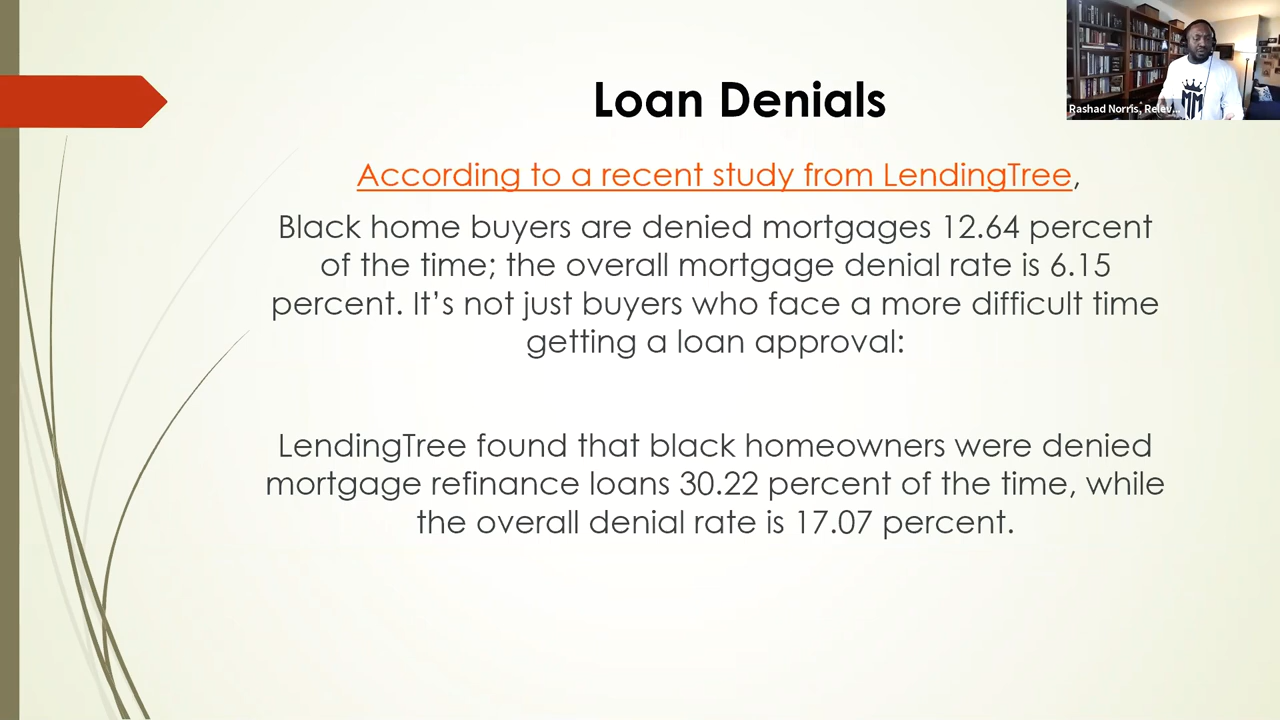 Loan Denials
Rashad Norris, Relev...
According to a recent study from LendingTree,
Black home buyers are denied mortgages 12.64 percent
of the time; the overall mortgage denial rate is 6.15
percent. It’s not just buyers who face a more difficult time
getting a loan approval:
LendingTree found that black homeowners were denied
mortgage refinance loans 30.22 percent of the time, while
the overall denial rate is 17.07 percent.